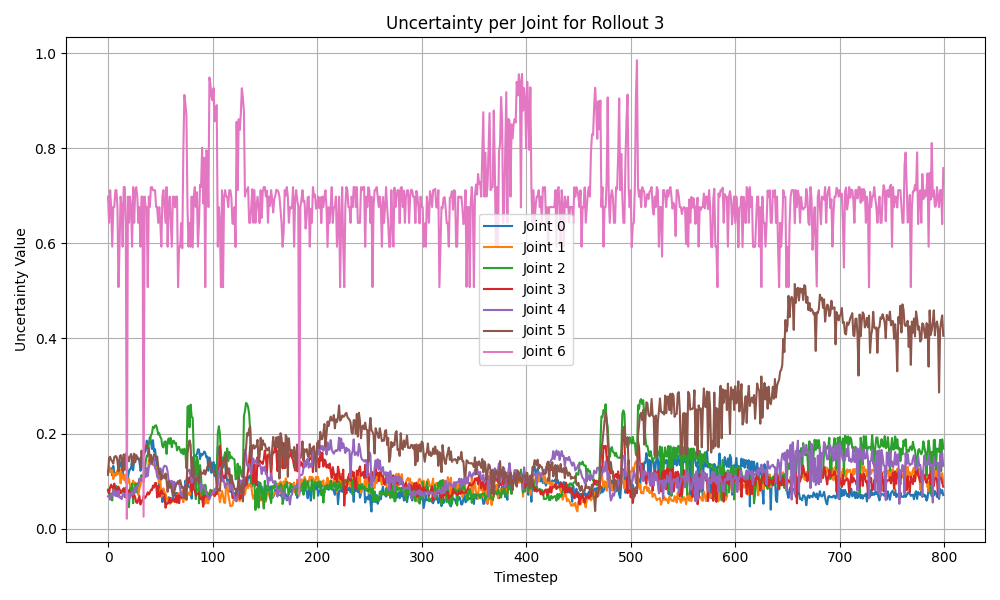 Uncertainty per Joint for Rollout 3
Uncertainty Value
1.0
0.8
0.6
0.4
0.2
0.0
Joint 0
Joint 1
Joint 2
Joint 3
Joint 4
Joint 5
Joint 6
0 100 200 300 400 500 600 700 800
Timestep